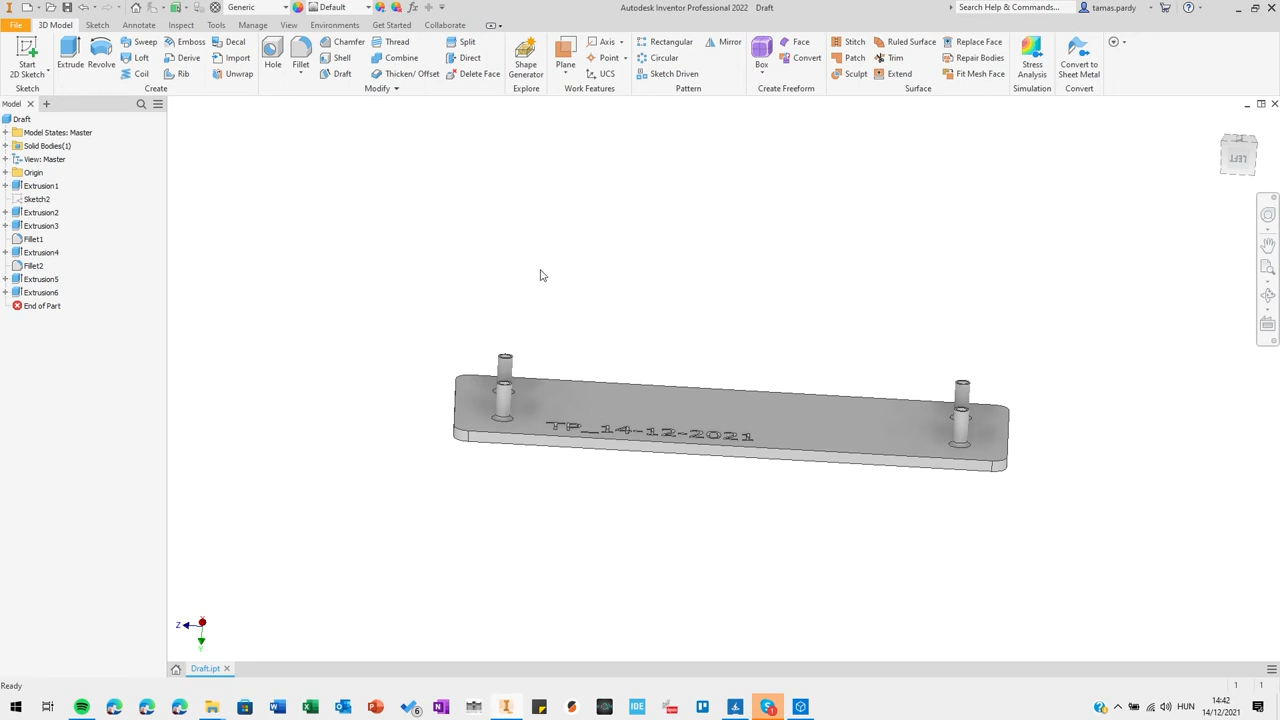 Generic
Default
Autodesk Inventor Professional 2022 Draft
Search Help & Commands...
tamas.pardy
File
3D Model
Sketch
Annotate
Inspect
Tools
Manage
View
Environments
Get Started
Collaborate
Start
2D Sketch
Extrude
Revolve
Sweep
Loft
Coil
Emboss
Derive
Rib
Decal
Import
Unwrap
Hole
Fillet
Chamfer
Shell
Draft
Thread
Combine
Thicken/ Offset
Split
Direct
Delete Face
Shape
Generator
Plane
Axis
Point
UCS
Rectangular
Circular
Sketch Driven
Box
Face
Convert
Stitch
Patch
Sculpt
Ruled Surface
Trim
Extend
Replace Face
Repair Bodies
Fit Mesh Face
Stress
Analysis
Convert to
Sheet Metal
Sketch
Create
Modify
Explore
Work Features
Pattern
Create Freeform
Surface
Simulation
Convert
Model
Draft
Model States: Master
Solid Bodies(1)
View: Master
Origin
Extrusion1
Sketch2
Extrusion2
Extrusion3
Fillet1
Extrusion4
Fillet2
Extrusion5
Extrusion6
End of Part
LEFT
TP_14-12-2021
Z
Y
Draft.ipt
Ready
1
1
IDE
HUN
14:42
14/12/2021